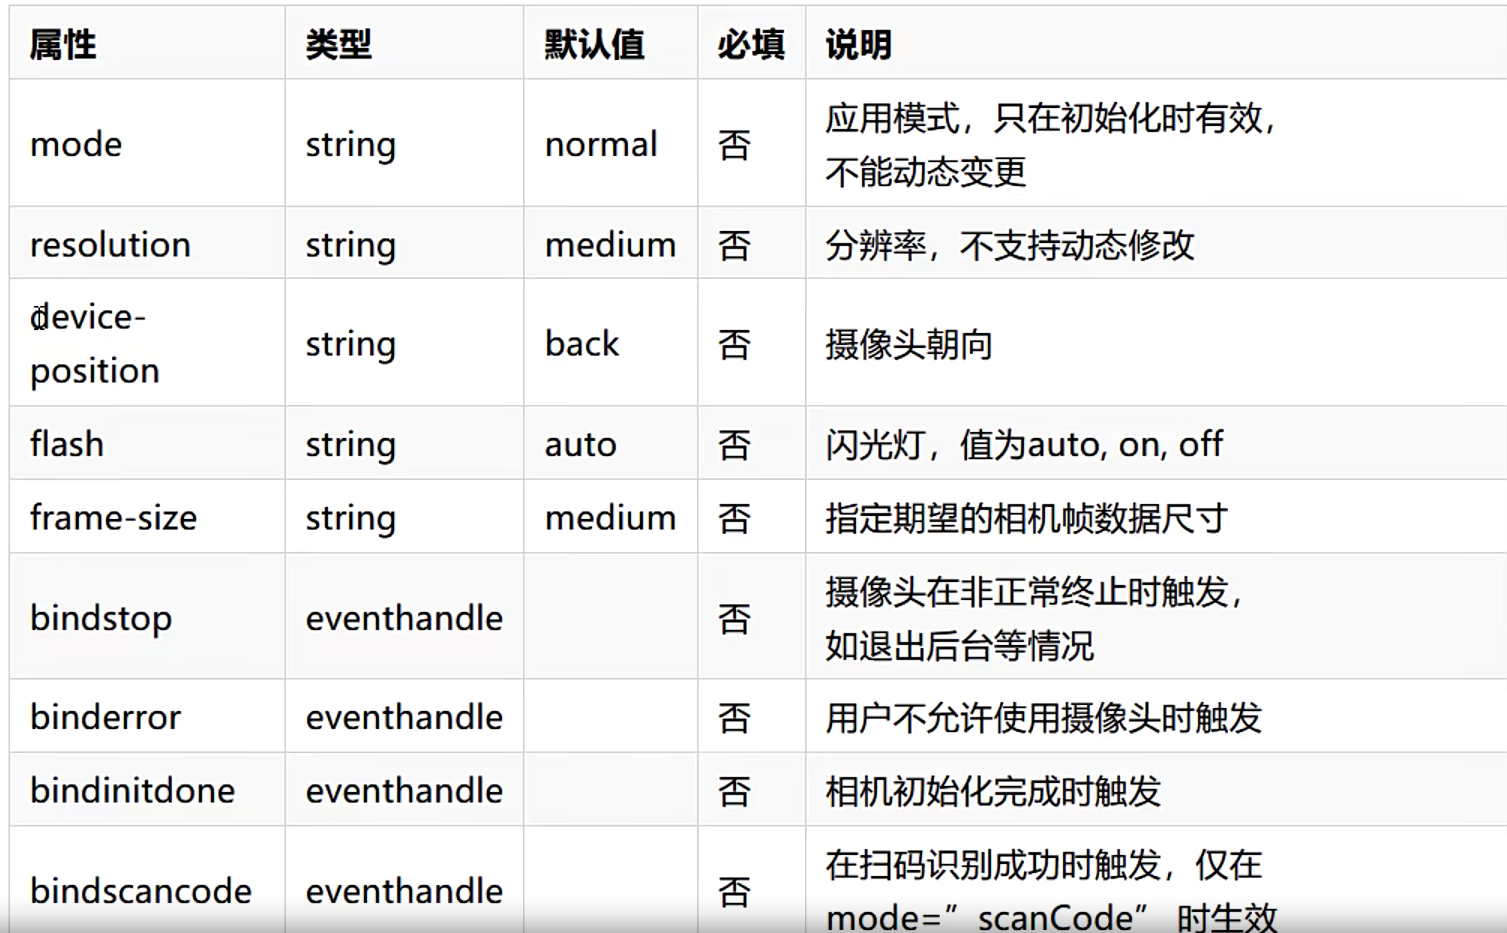 属性 类型 默认值 必填 说明
mode string normal 否 应用模式，只在初始化时有效，
不能动态变更
resolution string medium 否 分辨率，不支持动态修改
device-
position string back 否 摄像头朝向
flash string auto 否 闪光灯，值为auto, on, off
frame-size string medium 否 指定期望的相机帧数据尺寸
bindstop eventhandle 否 摄像头在非正常终止时触发，
如退出后台等情况
binderror eventhandle 否 用户不允许使用摄像头时触发
bindinitdone eventhandle 否 相机初始化完成时触发
bindscancode eventhandle 否 在扫码识别成功时触发，仅在
mode=”scanCode” 时生效